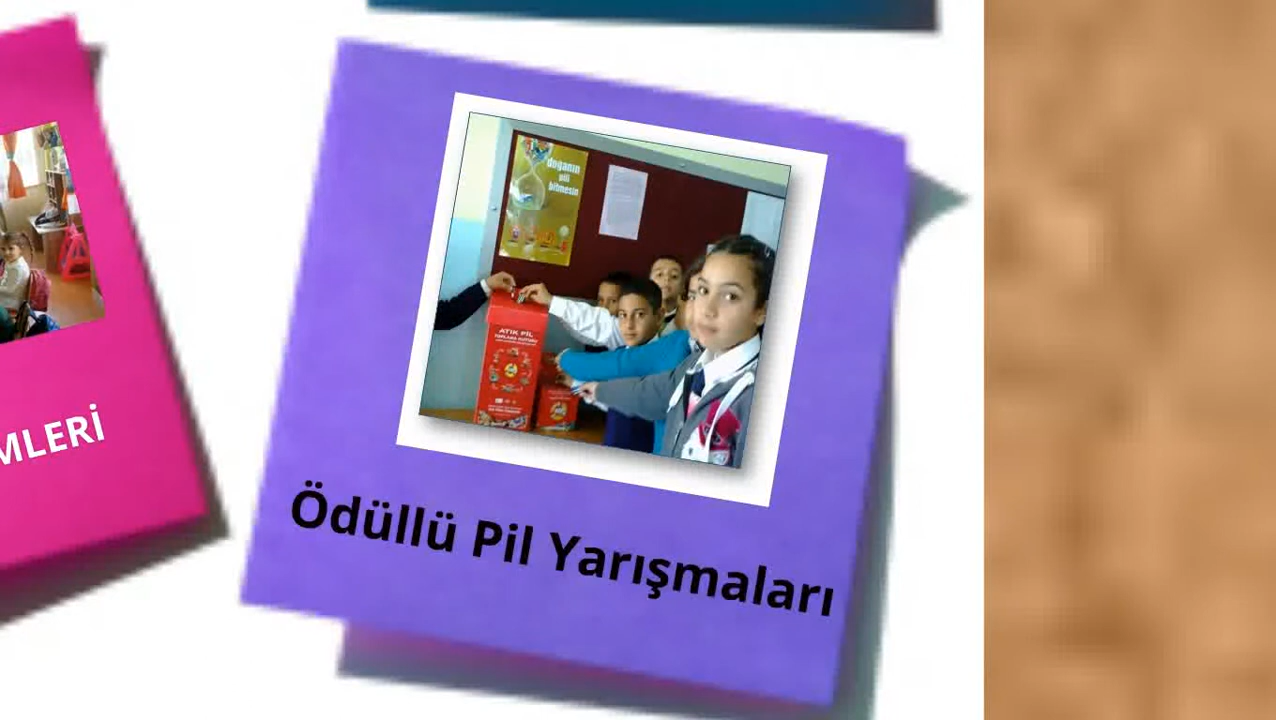 MLERİ
doğanın
pili
bitmesin
ATIK PİL
Ödüllü Pil Yarışmaları